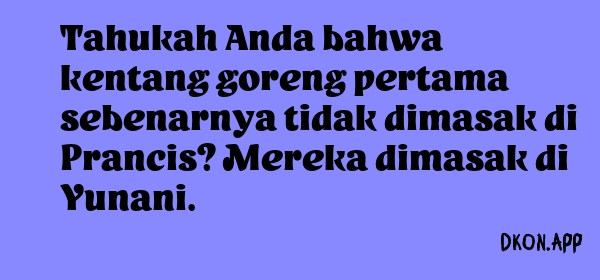 Tahukah Anda bahwa
kentang goreng pertama
sebenarnya tidak dimasak di
Prancis? Mereka dimasak di
Yunani.
DKON.APP